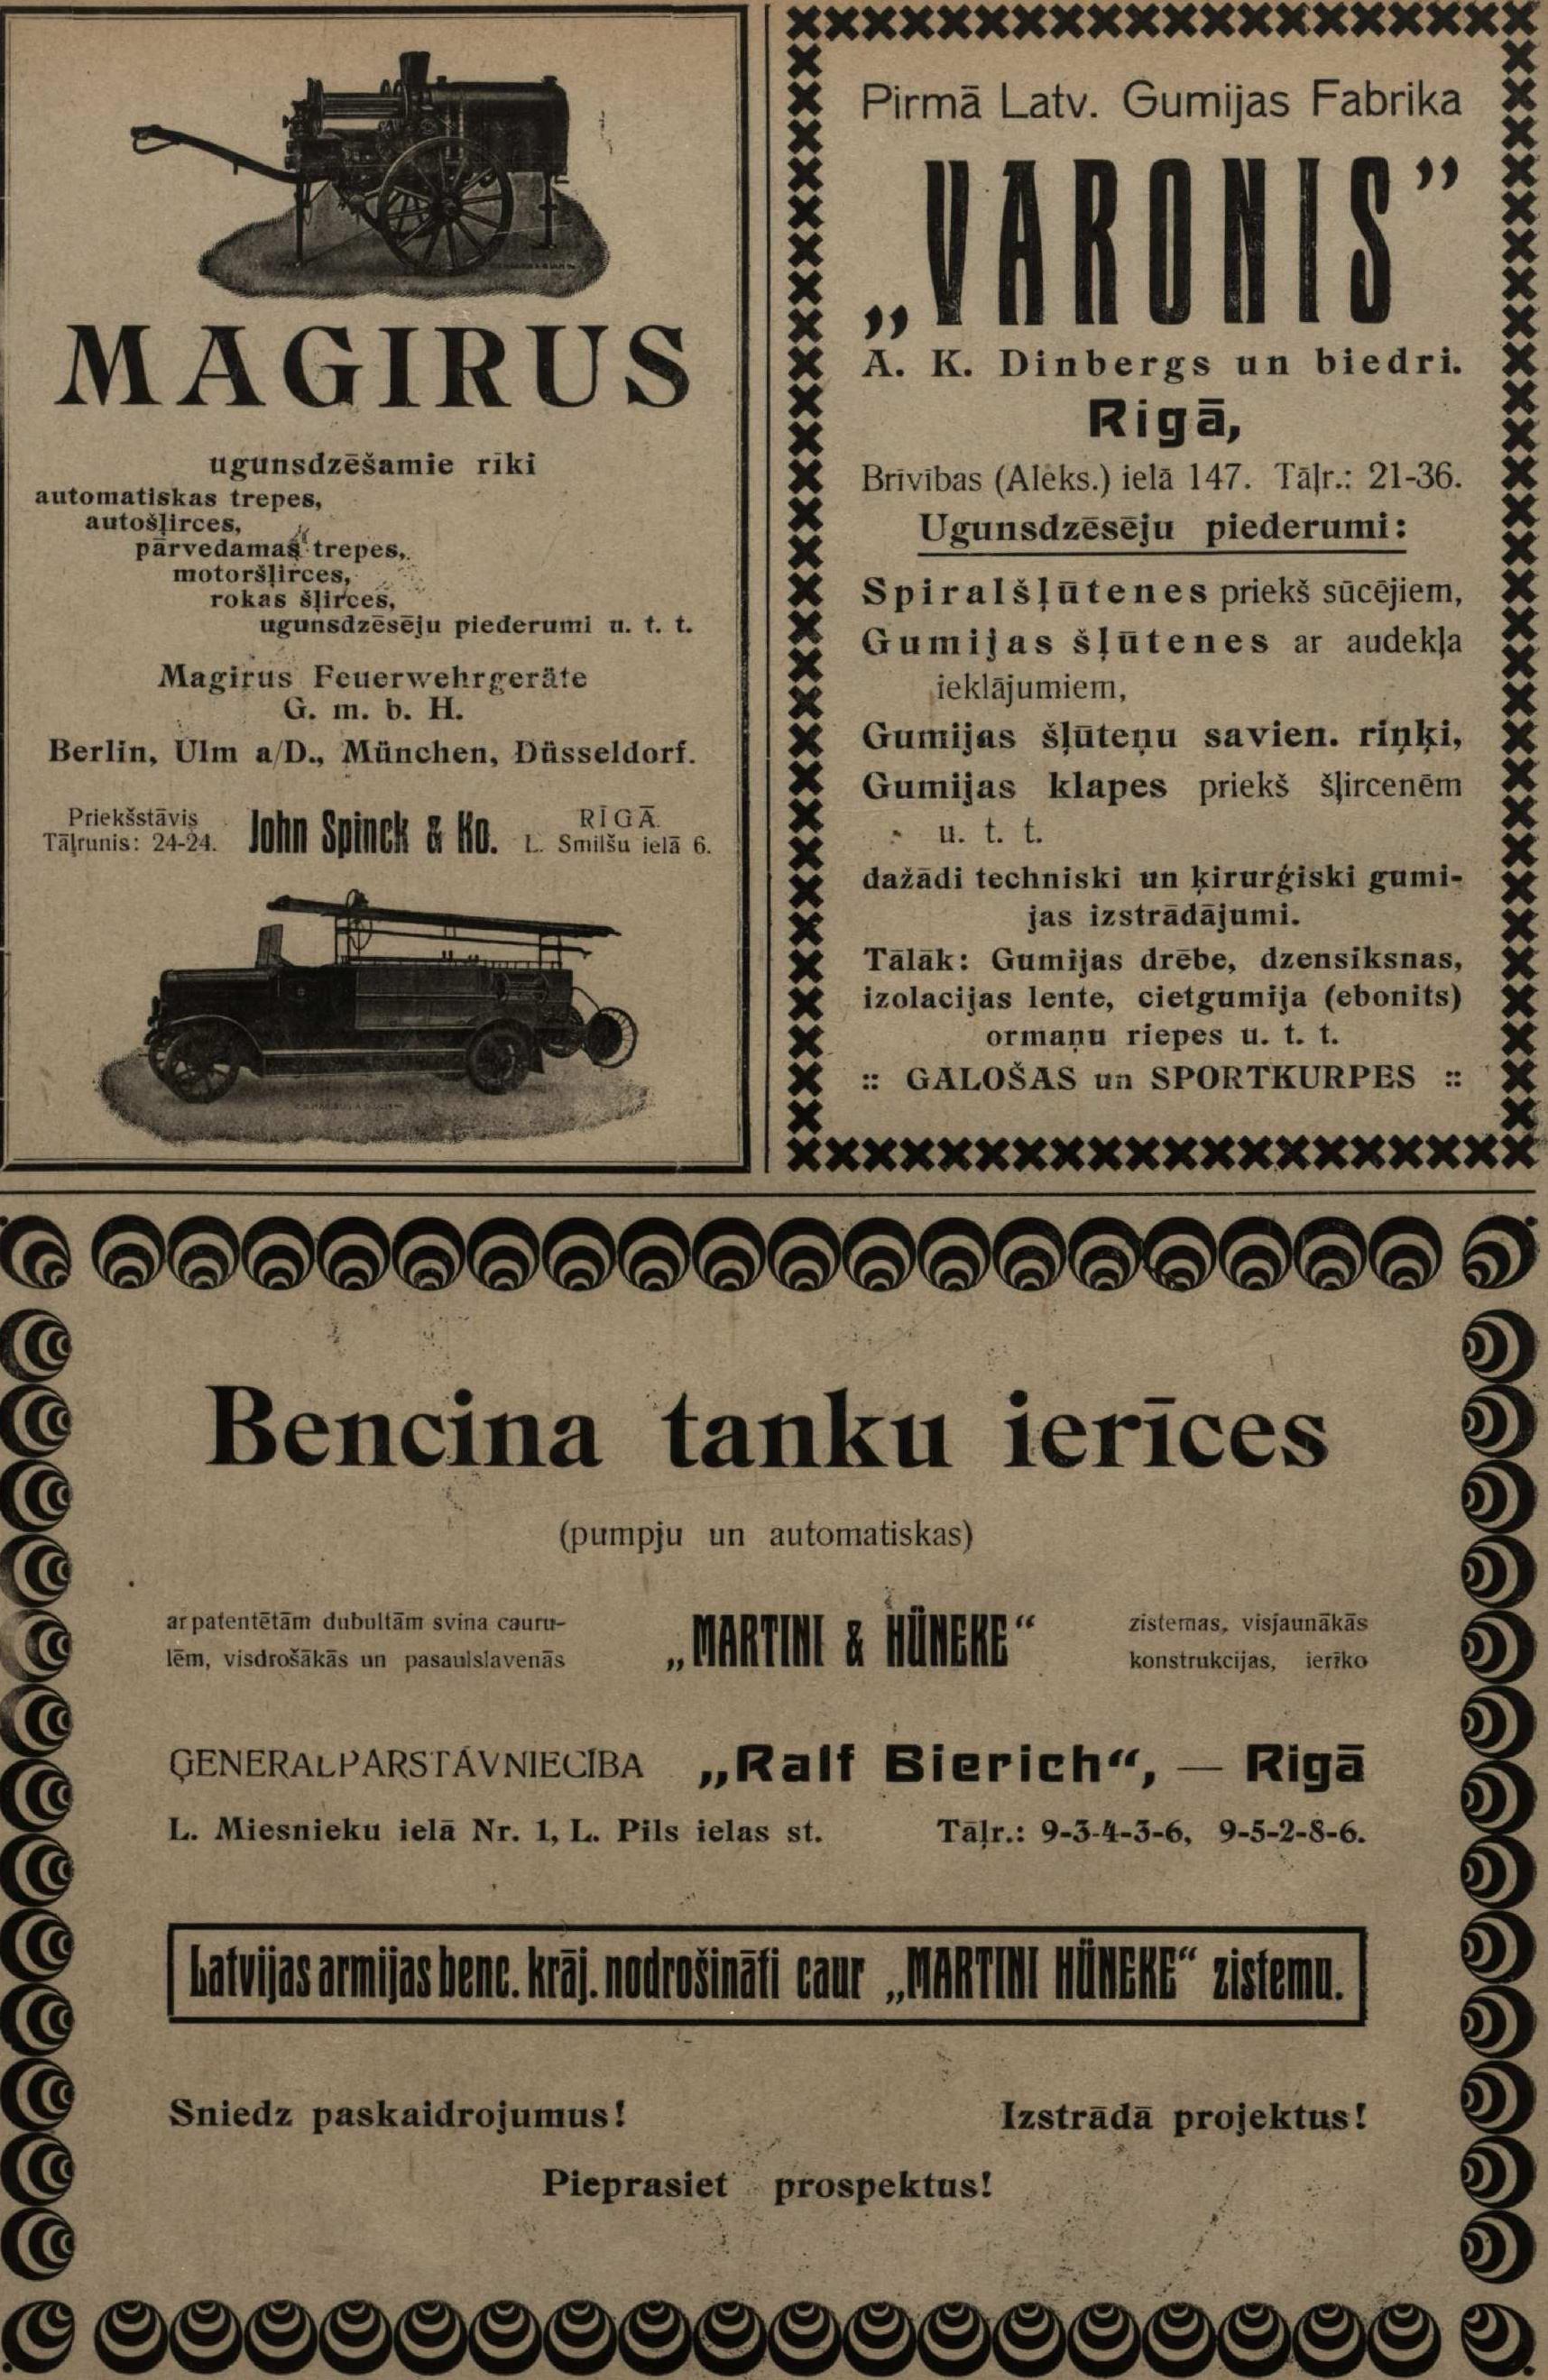 MAGIRUS
ugunsdzēšamie rīki
automatiskas trepes,
autošļirces,
pārvedamas trepes,
motoršļirces,
rokas šļirces,
ugunsdzēsēju piederumi u. t. t.
Magirus Feuerwehrgeräte
G. m. b. H.
Berlin, Ulm a/D., München, Düsseldorf.
Priekšstāvis
Tāļrunis: 24-24.
John Spinck & Ko.
RĪGĀ
L. Smilšu ielā 6.
Pirmā Latv. Gumijas Fabrika
„VARONIS”
A. K. Dinbergs un biedri.
Rigā,
Brīvības (Aleks.) ielā 147. Tāļr.: 21-36.
Ugunsdzēsēju piederumi:
Spiralšļūtenes priekš sūcējiem,
Gumijas šļūtenes ar audekļa
ieklājumiem,
Gumijas šļūteņu savien. riņķi,
Gumijas klapes priekš šļircenēm
u. t. t.
dažādi techniski un ķirurģiski gumi-
jas izstrādājumi.
Tālāk: Gumijas drēbe, dzensiksnas,
izolacijas lente, cietgumija (ebonits)
ormaņu riepes u. t. t.
:: GALOŠAS un SPORTKURPES ::
Bencina tanku ierīces
(pumpju un automatiskas)
ar patentētām dubultām svina cauru-
lēm, visdrošākās un pasaulslavenās
„MARTINI & HÜNEKE“
zistemas, visjaunākās
konstrukcijas, ierīko
ĢENERALPĀRSTĀVNIECĪBA „Ralf Bierich“, — Rigā
L. Miesnieku ielā Nr. 1, L. Pils ielas st. Tāļr.: 9-3-4-3-6, 9-5-2-8-6.
Latvijas armijas benc. krāj. nodrošināti caur „MARTINI HÜNEKE“ zistemu.
Sniedz paskaidrojumus! Izstrādā projektus!
Pieprasiet prospektus!